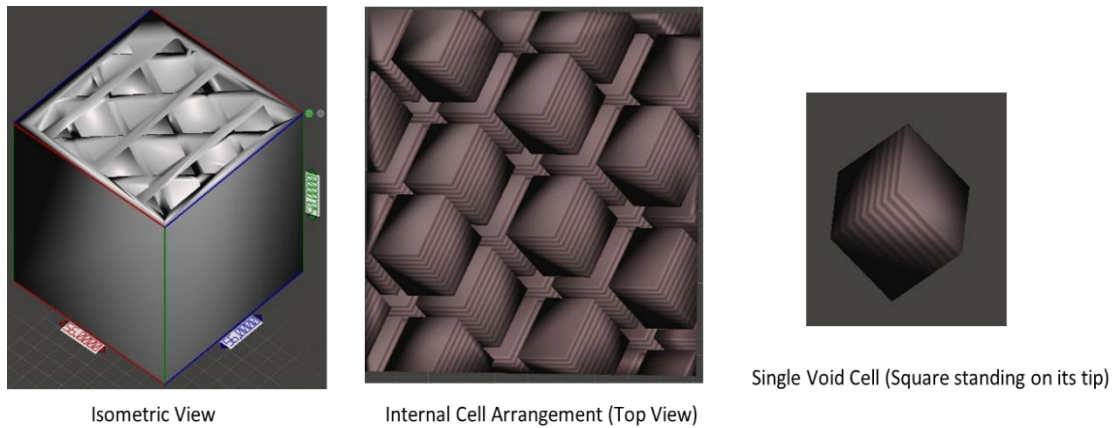 Isometric View
Internal Cell Arrangement (Top View)
Single Void Cell (Square standing on its tip)